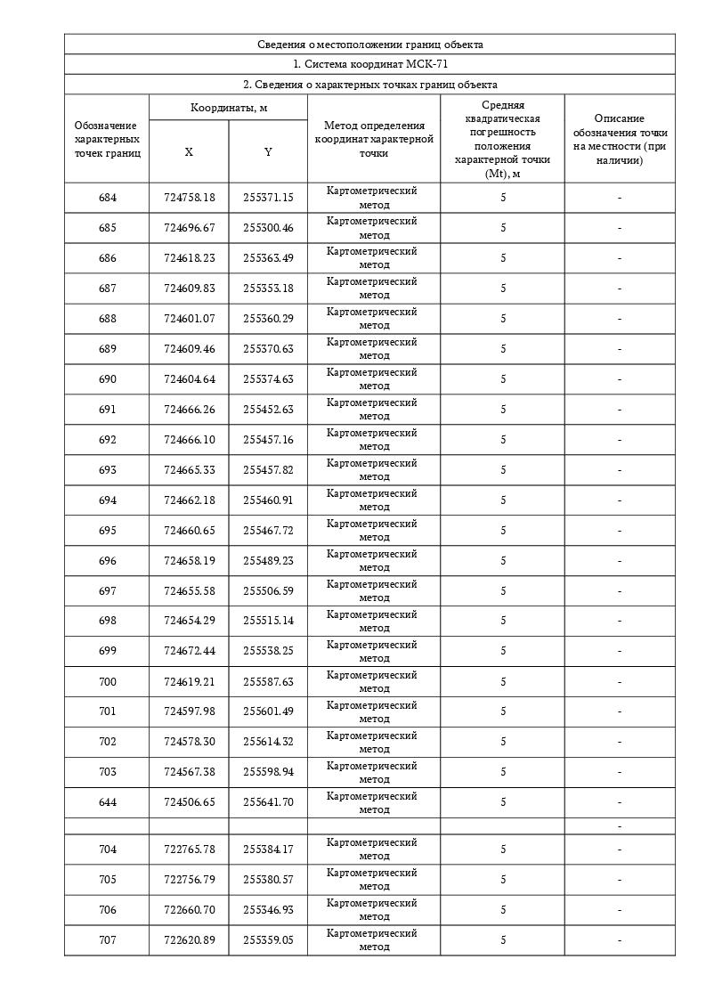 Сведения о местоположении границ объекта
1. Система координат МСК-71
2. Сведения о характерных точках границ объекта
Обозначение
характерных
точек границ
Координаты, м
X
Y
Метод определения
координат характерной
точки
Средняя
квадратическая
погрешность
положения
характерной точки
(Mt), м
Описание
обозначения точки
на местности (при
наличии)
684 724758.18 255371.15 Картометрический
метод 5 -
685 724696.67 255300.46 Картометрический
метод 5 -
686 724618.23 255363.49 Картометрический
метод 5 -
687 724609.83 255353.18 Картометрический
метод 5 -
688 724601.07 255360.29 Картометрический
метод 5 -
689 724609.46 255370.63 Картометрический
метод 5 -
690 724604.64 255374.63 Картометрический
метод 5 -
691 724666.26 255452.63 Картометрический
метод 5 -
692 724666.10 255457.16 Картометрический
метод 5 -
693 724665.33 255457.82 Картометрический
метод 5 -
694 724662.18 255460.91 Картометрический
метод 5 -
695 724660.65 255467.72 Картометрический
метод 5 -
696 724658.19 255489.23 Картометрический
метод 5 -
697 724655.58 255506.59 Картометрический
метод 5 -
698 724654.29 255515.14 Картометрический
метод 5 -
699 724672.44 255538.25 Картометрический
метод 5 -
700 724619.21 255587.63 Картометрический
метод 5 -
701 724597.98 255601.49 Картометрический
метод 5 -
702 724578.30 255614.32 Картометрический
метод 5 -
703 724567.38 255598.94 Картометрический
метод 5 -
644 724506.65 255641.70 Картометрический
метод 5 -
-
704 722765.78 255384.17 Картометрический
метод 5 -
705 722756.79 255380.57 Картометрический
метод 5 -
706 722660.70 255346.93 Картометрический
метод 5 -
707 722620.89 255359.05 Картометрический
метод 5 -